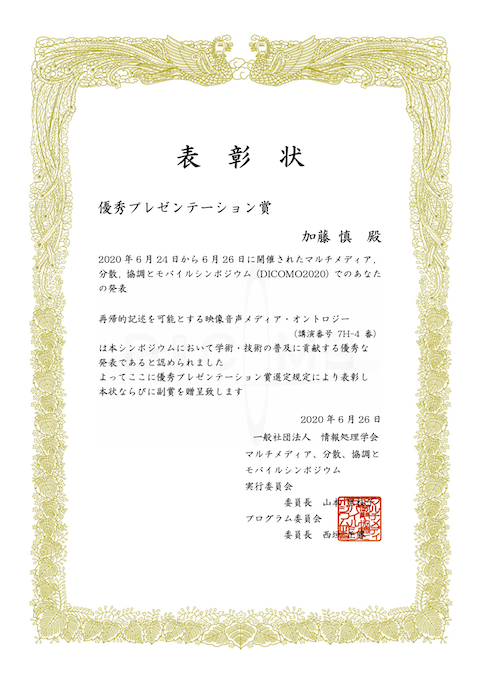 表彰状
優秀プレゼンテーション賞
加藤 慎 殿
2020年6月24日から6月26日に開催されたマルチメディア,
分散, 協調とモバイルシンポジウム (DICOMO2020) でのあなた
の発表
再帰的記述を可能とする映像音声メディア・オントロジー
(講演番号 7H-4 番)
は本シンポジウムにおいて学術・技術の普及に貢献する優秀な
発表であると認められました
よってここに優秀プレゼンテーション賞選定規定により表彰し
本状ならびに副賞を贈呈致します
2020年6月26日
一般社団法人 情報処理学会
マルチメディア、分散、協調と
モバイルシンポジウム
実行委員会
委員長 山本
プログラム委員会
委員長 西垣